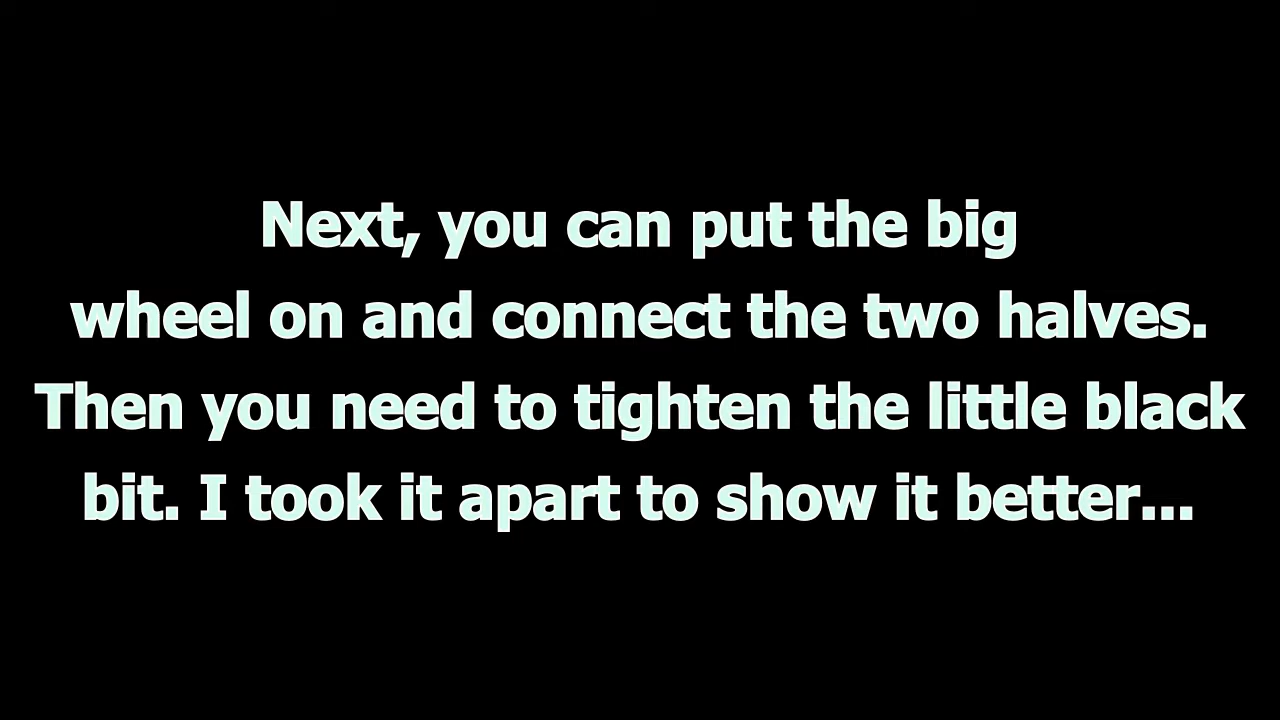 Next, you can put the big
wheel on and connect the two halves.
Then you need to tighten the little black
bit. I took it apart to show it better...